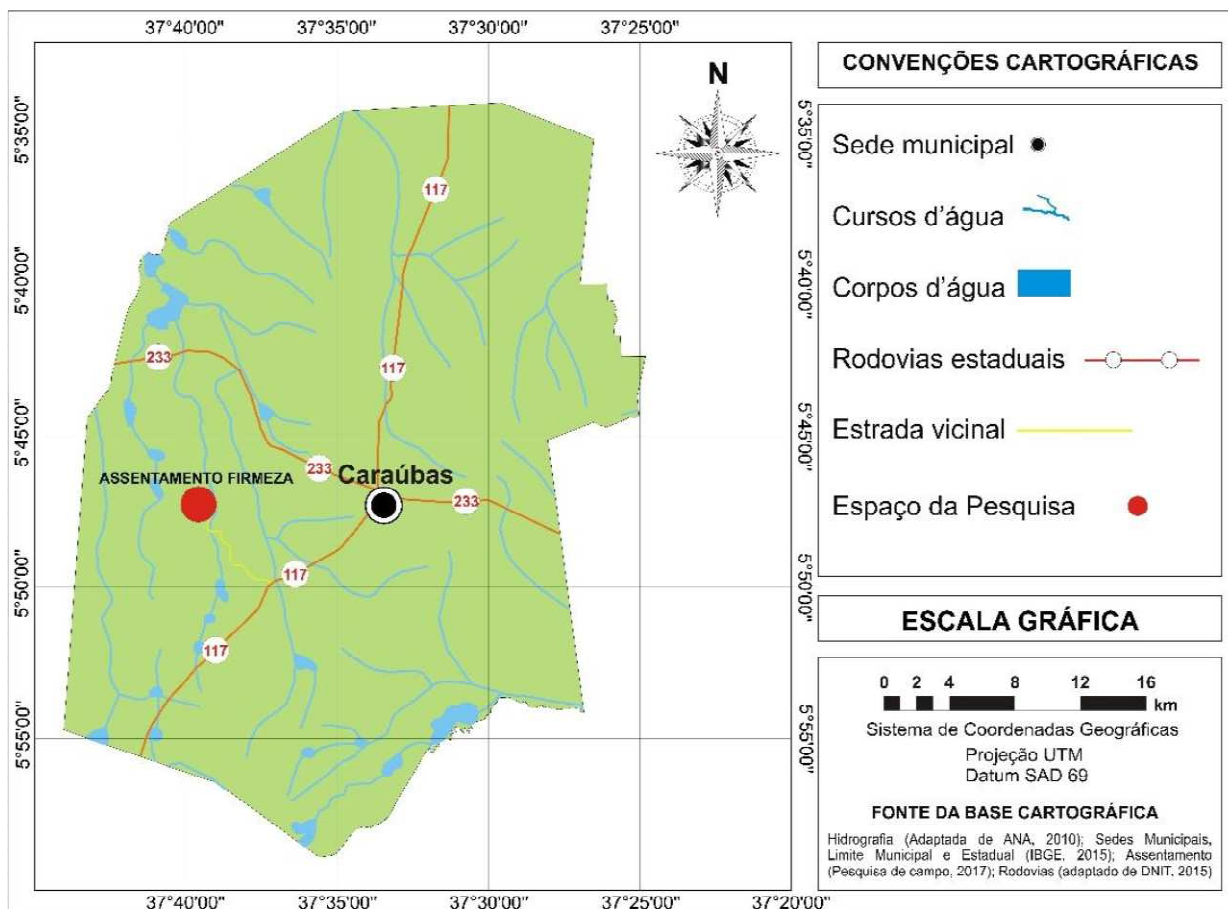 37°40'00" 37°35'00" 37°30'00" 37°25'00"
5°35'00"
5°40'00"
5°45'00"
5°50'00"
5°55'00"
117
117
233
233
ASSENTAMENTO FIRMEZA
Caraúbas
233
117
117
N
5°35'00"
5°40'00"
5°45'00"
5°50'00"
5°55'00"
37°40'00" 37°35'00" 37°30'00" 37°25'00" 37°20'00"
CONVENÇÕES CARTOGRÁFICAS
Sede municipal
Cursos d'água
Corpos d'água
Rodovias estaduais
Estrada vicinal
Espaço da Pesquisa
ESCALA GRÁFICA
0 2 4 8 12 16
km
Sistema de Coordenadas Geográficas
Projeção UTM
Datum SAD 69
FONTE DA BASE CARTOGRÁFICA
Hidrografia (Adaptada de ANA, 2010); Sedes Municipais,
Limite Municipal e Estadual (IBGE, 2015); Assentamento
(Pesquisa de campo, 2017); Rodovias (adaptado de DNIT, 2015)